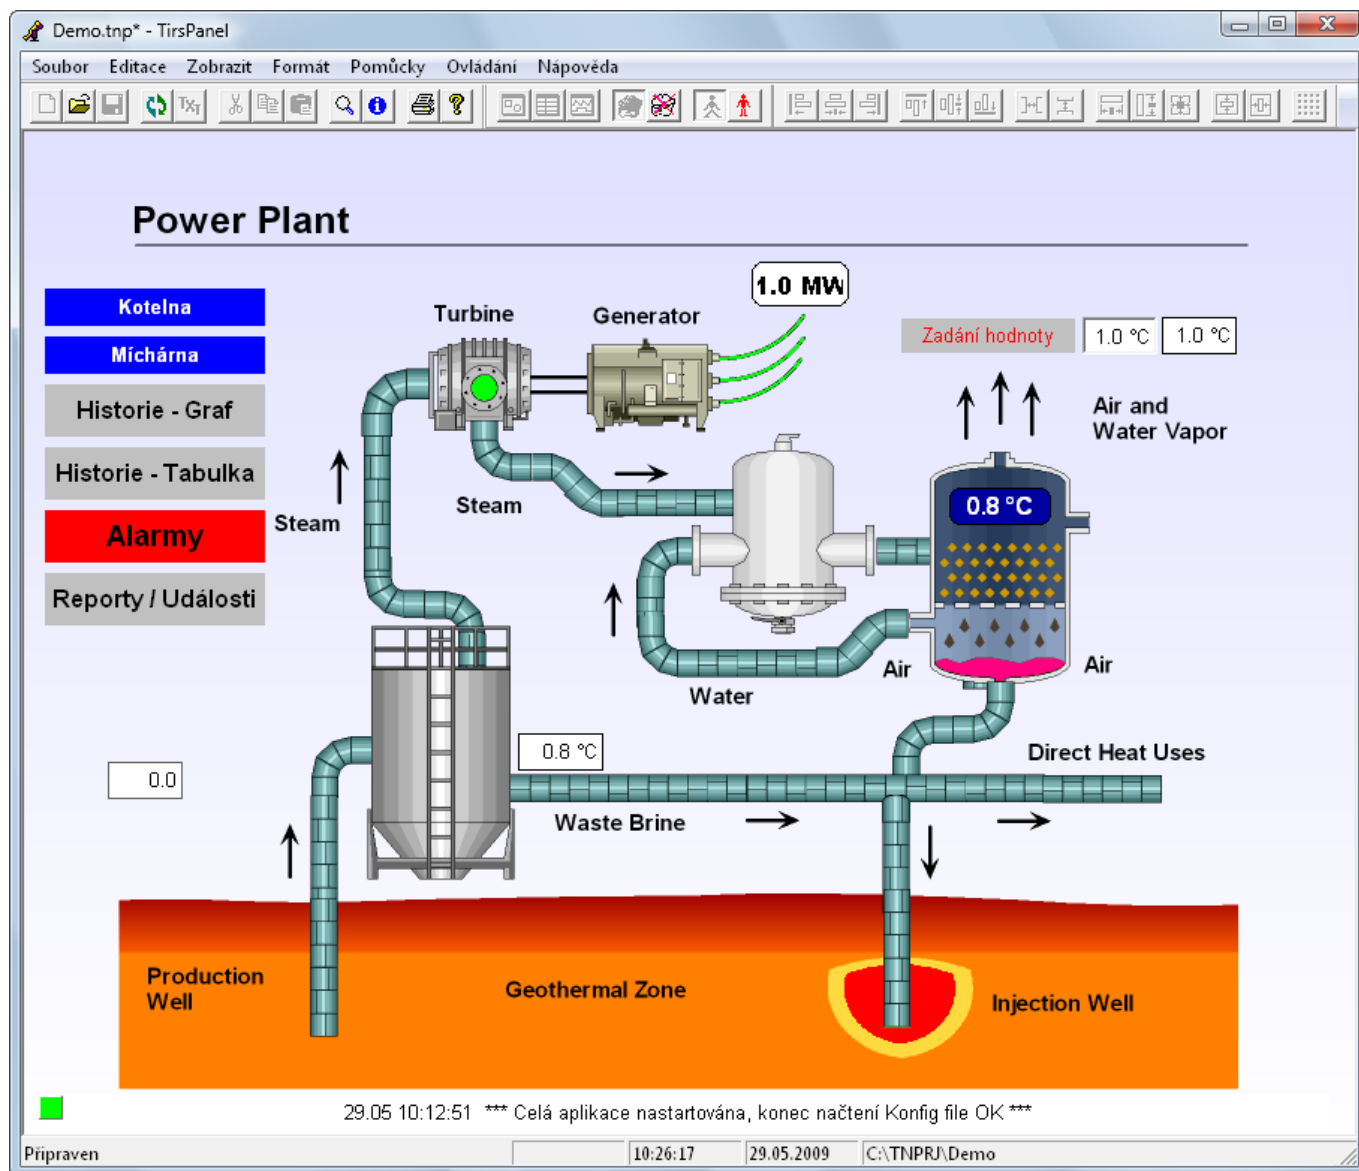 Demo.tnp* - TirsPanel
Soubor Editace Zobrazit Formát Pomůcky Ovládání Nápověda
TXT
Power Plant
1.0 MW
Kotelna
Turbine
Generator
Zadání hodnoty 1.0 °C 1.0 °C
Míchárna
Historie - Graf
Air and
Water Vapor
Historie - Tabulka
Steam
Steam
0.8 °C
Alarmy
Reporty / Události
Air
Air
Water
0.8 °C
Direct Heat Uses
0.0
Waste Brine
Production
Well
Geothermal Zone
Injection Well
29.05 10:12:51 *** Celá aplikace nastartována, konec načtení Konfig file OK ***
Připraven 10:26:17 29.05.2009 C:\TNPRJ\Demo